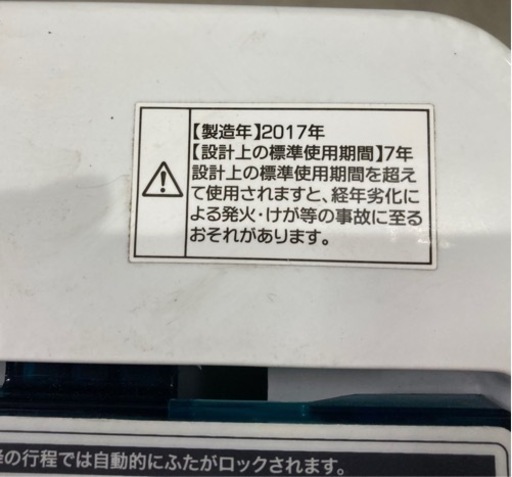 【製造年】2017年
【設計上の標準使用期間】7年
設計上の標準使用期間を超え
て使用されますと、経年劣化に
よる発火・けが等の事故に至る
おそれがあります。
の行程では自動的にふたがロックされます。